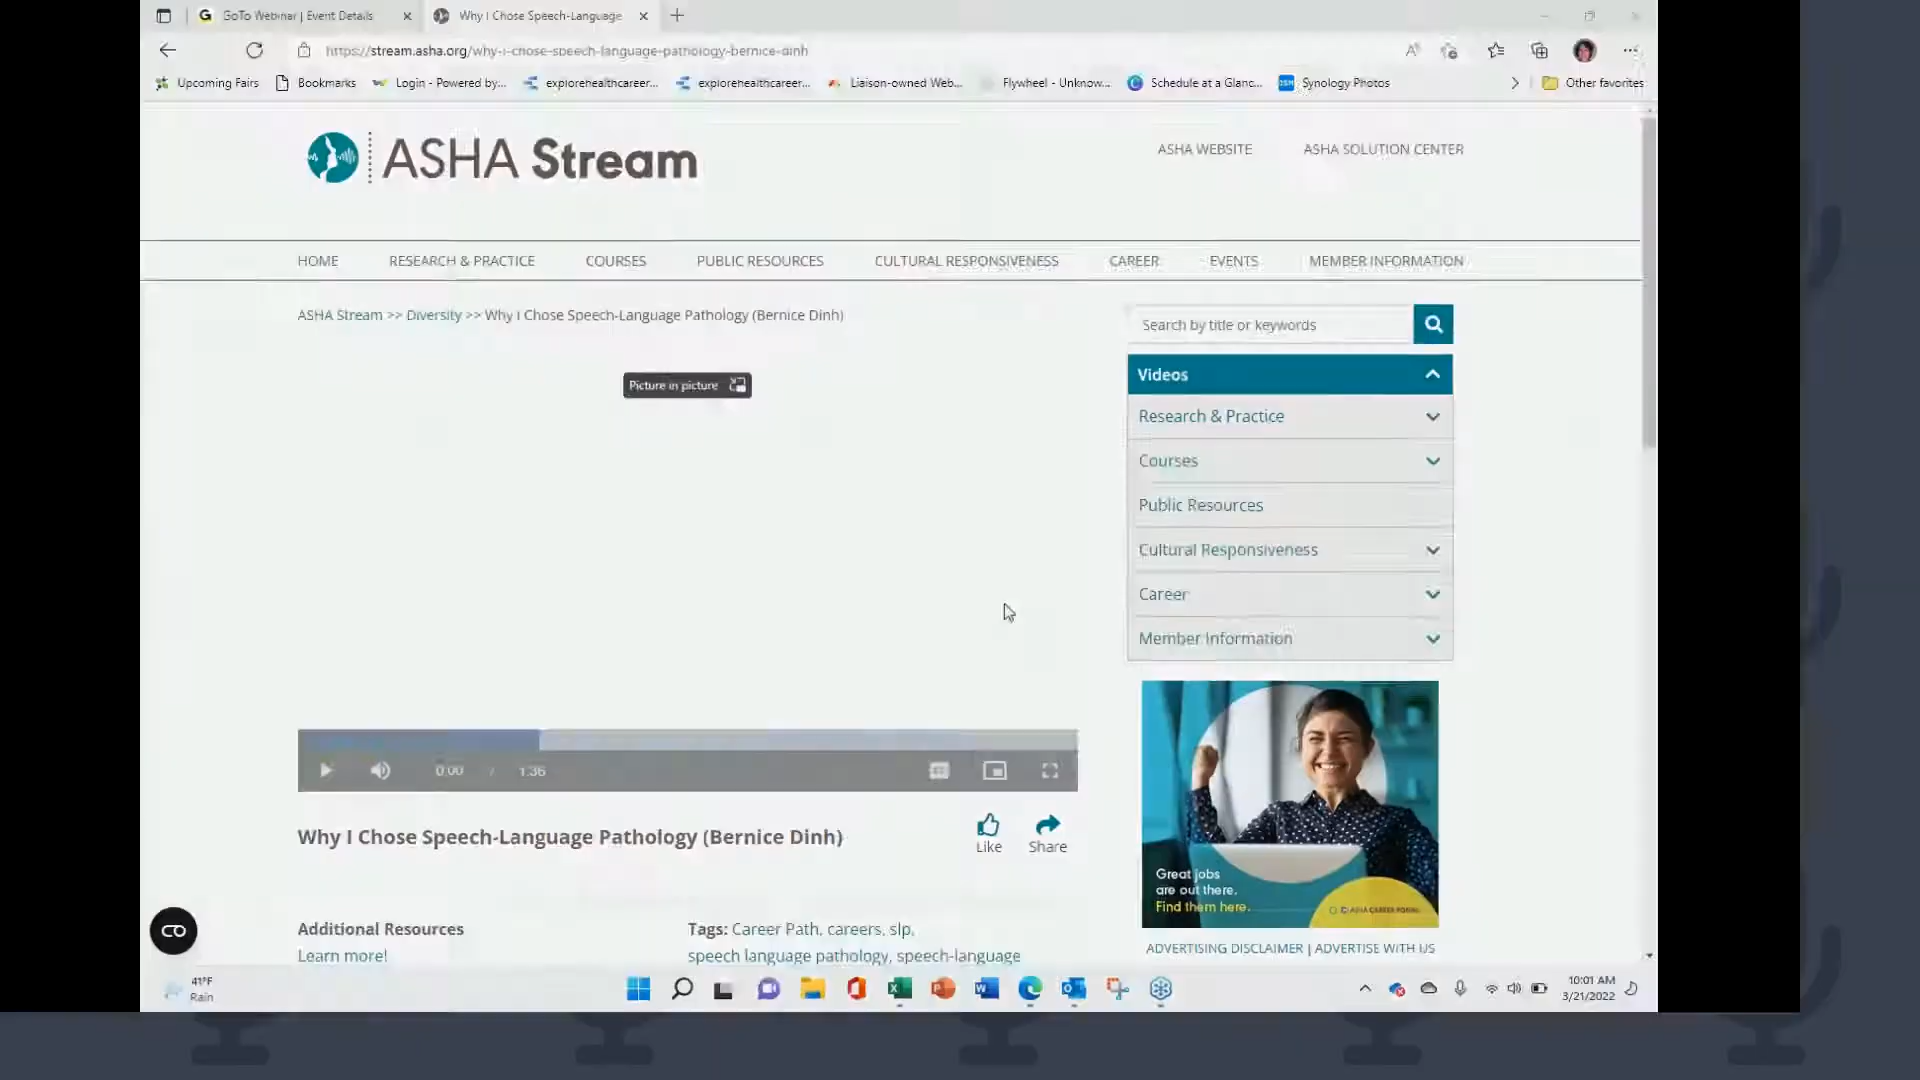 GoTo Webinar | Event Details
Why I Chose Speech-Language
https://stream.asha.org/why-i-chose-speech-language-pathology-bernice-dinh
Upcoming Fairs
Bookmarks
Login - Powered by...
explorehealthcareer...
explorehealthcareer...
Liaison-owned Web...
Flywheel - Unknow...
Schedule at a Glanc...
Synology Photos
Other favorites
ASHA Stream
ASHA WEBSITE
ASHA SOLUTION CENTER
HOME
RESEARCH & PRACTICE
COURSES
PUBLIC RESOURCES
CULTURAL RESPONSIVENESS
CAREER
EVENTS
MEMBER INFORMATION
ASHA Stream >> Diversity >> Why I Chose Speech-Language Pathology (Bernice Dinh)
Search by title or keywords
Picture in picture
Videos
Research & Practice
Courses
Public Resources
Cultural Responsiveness
Career
Member Information
0:00 / 1:36
Why I Chose Speech-Language Pathology (Bernice Dinh)
Like
Share
Great jobs
are out there.
Find them here.
ASHA CAREER PORTAL
Additional Resources
Learn more!
Tags: Career Path, careers, slp,
speech language pathology, speech-language
ADVERTISING DISCLAIMER | ADVERTISE WITH US
41°F
Rain
10:01 AM
3/21/2022